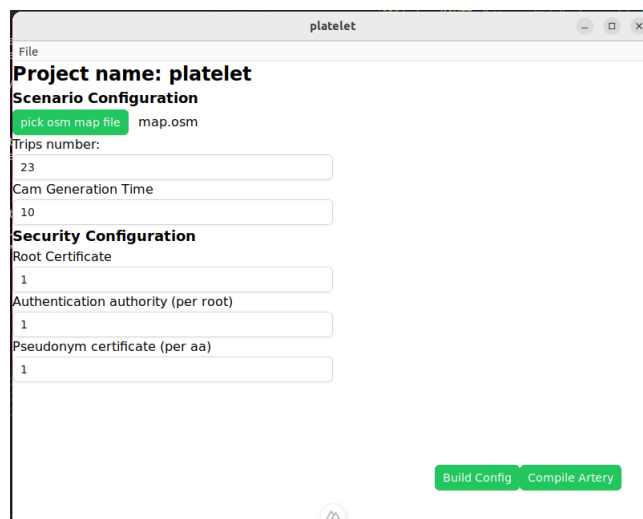 platelet
File
Project name: platelet
Scenario Configuration
pick osm map file map.osm
Trips number:
23
Cam Generation Time
10
Security Configuration
Root Certificate
1
Authentication authority (per root)
1
Pseudonym certificate (per aa)
1
Build Config Compile Artery